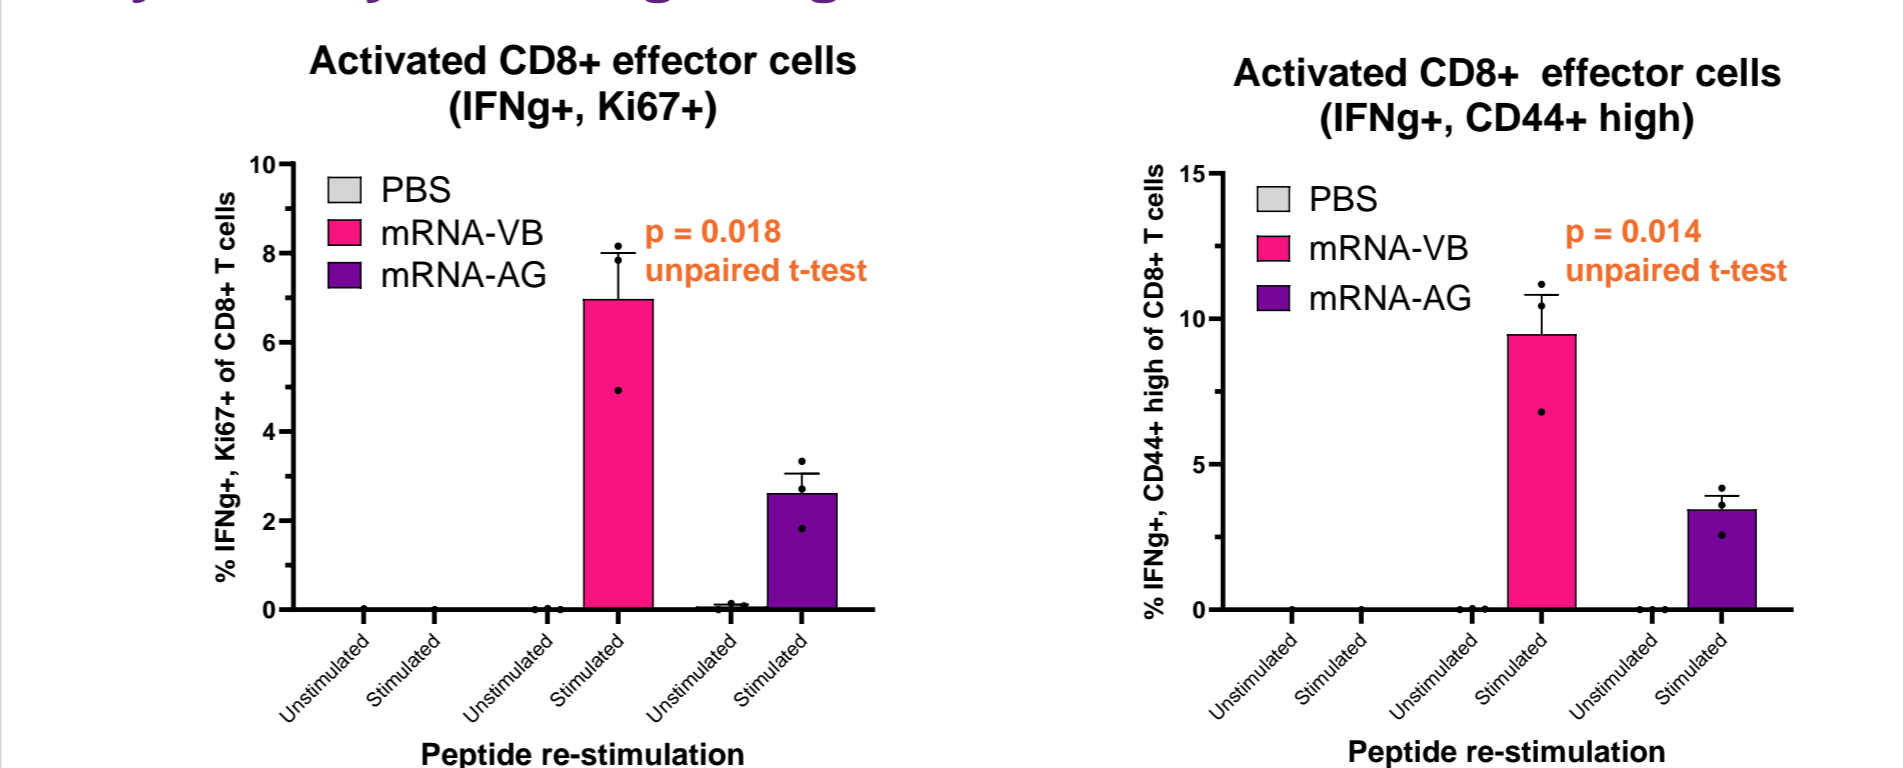 Activated CD8+ effector cells
(IFNg+, Ki67+)
% IFNg+, Ki67+ of CD8+ T cells
10
8
6
4
2
0
PBS
mRNA-VB
mRNA-AG
p = 0.018
unpaired t-test
Unstimulated
Stimulated
Unstimulated
Stimulated
Unstimulated
Stimulated
Peptide re-stimulation
Activated CD8+  effector cells
(IFNg+, CD44+ high)
% IFNg+, CD44+ high of CD8+ T cells
15
10
5
0
PBS
mRNA-VB
mRNA-AG
p = 0.014
unpaired t-test
Unstimulated
Stimulated
Unstimulated
Stimulated
Unstimulated
Stimulated
Peptide re-stimulation